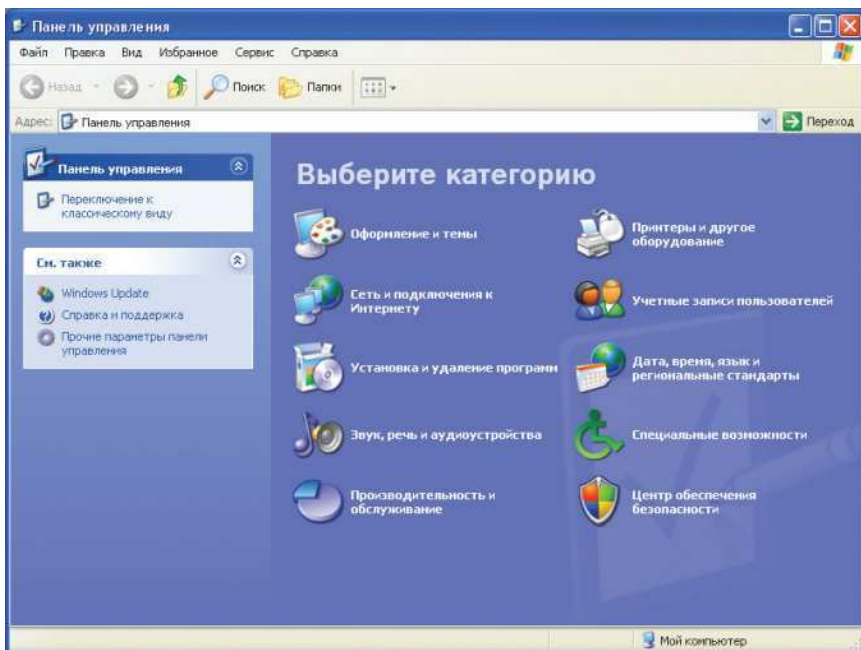 Панель управления
Файл Правка Вид Избранное Сервис Справка
Назад Поиск Папки
Адрес: Панель управления Переход
Панель управления
Переключение к
классическому виду
См. также
Windows Update
Справка и поддержка
Прочие параметры панели
управления
Выберите категорию
Оформление и темы
Принтеры и другое
оборудование
Сеть и подключения к
Интернету
Учетные записи пользователей
Установка и удаление программ
Дата, время, язык и
региональные стандарты
Звук, речь и аудиоустройства
Специальные возможности
Производительность и
обслуживание
Центр обеспечения
безопасности
Мой компьютер